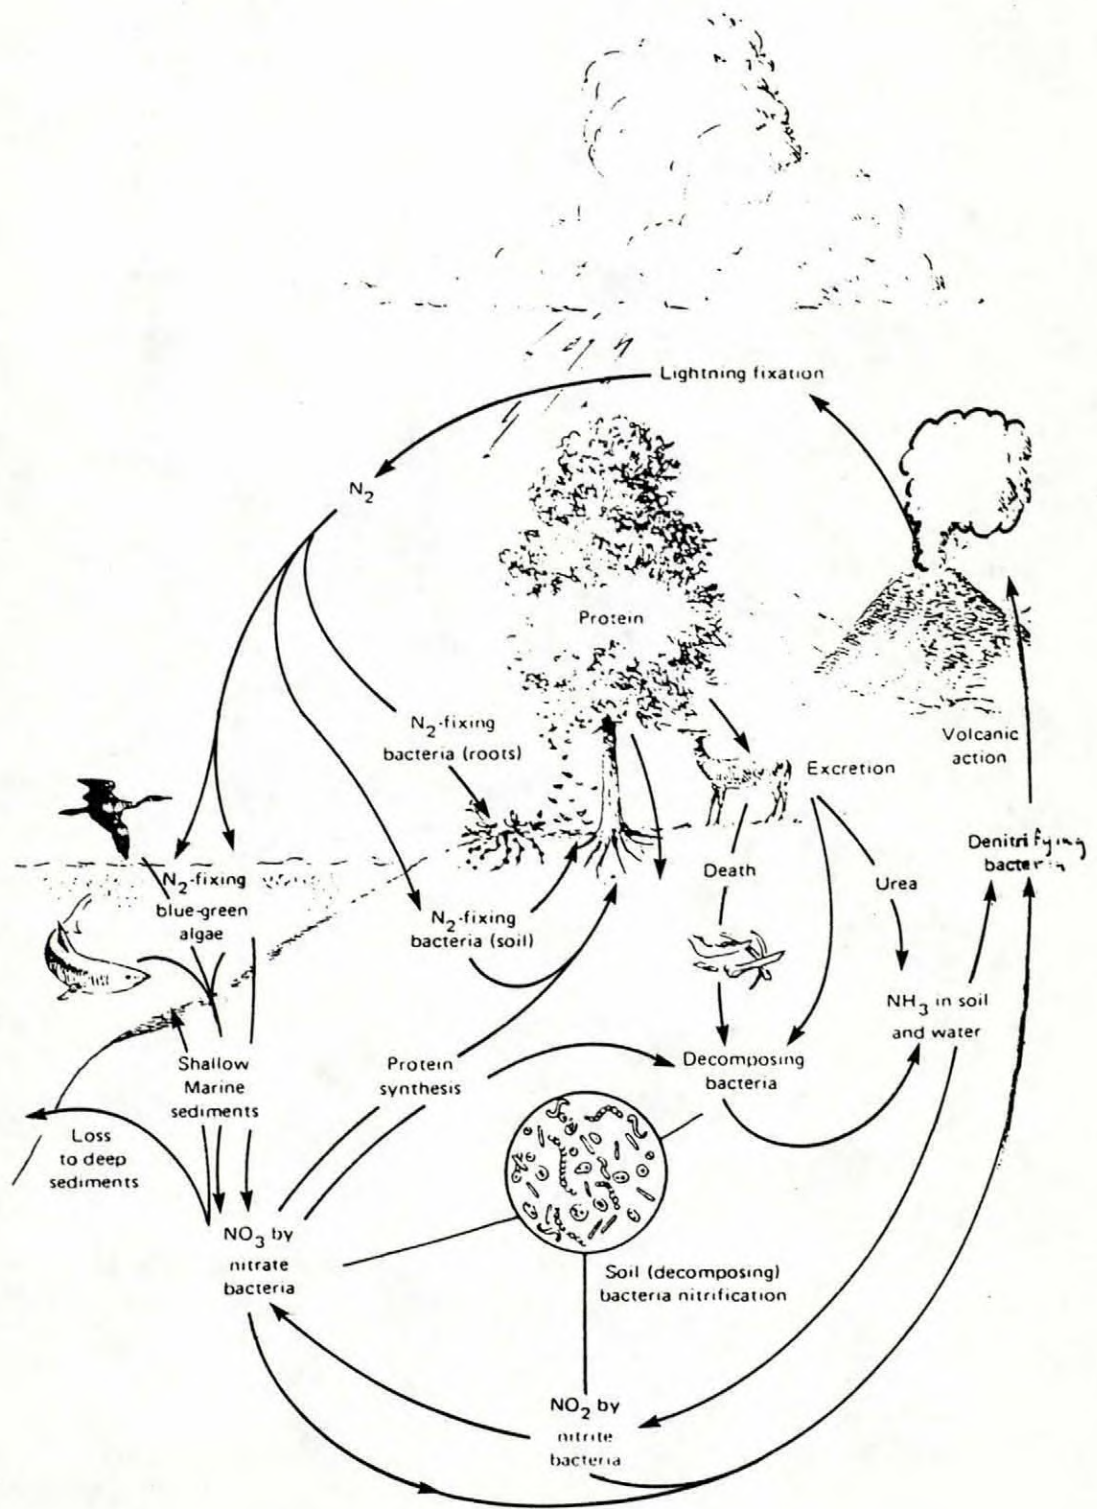 Lightning fixation
N2
Protein
N2-fixing
bacteria (roots)
Excretion
Volcanic
action
Denitrifying
bacteria
N2-fixing
blue-green
algae
Death
Urea
N2-fixing
bacteria (soil)
NH3 in soil
and water
Shallow
Marine
sediments
Protein
synthesis
Decomposing
bacteria
Loss
to deep
sediments
NO3 by
nitrate
bacteria
Soil (decomposing)
bacteria nitrification
NO2 by
nitrite
bacteria